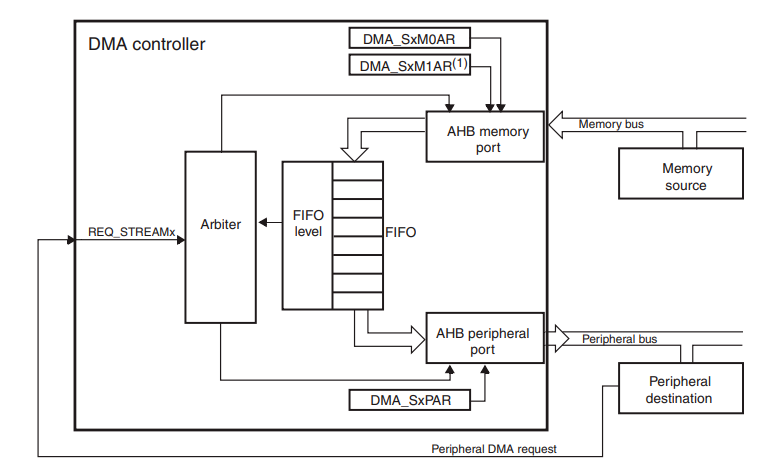 DMA controller
DMA_SxM0AR
DMA_SxM1AR(1)
AHB memory
port
Memory bus
Memory
source
REQ_STREAMx
Arbiter
FIFO
level
FIFO
AHB peripheral
port
Peripheral bus
Peripheral
destination
DMA_SxPAR
Peripheral DMA request